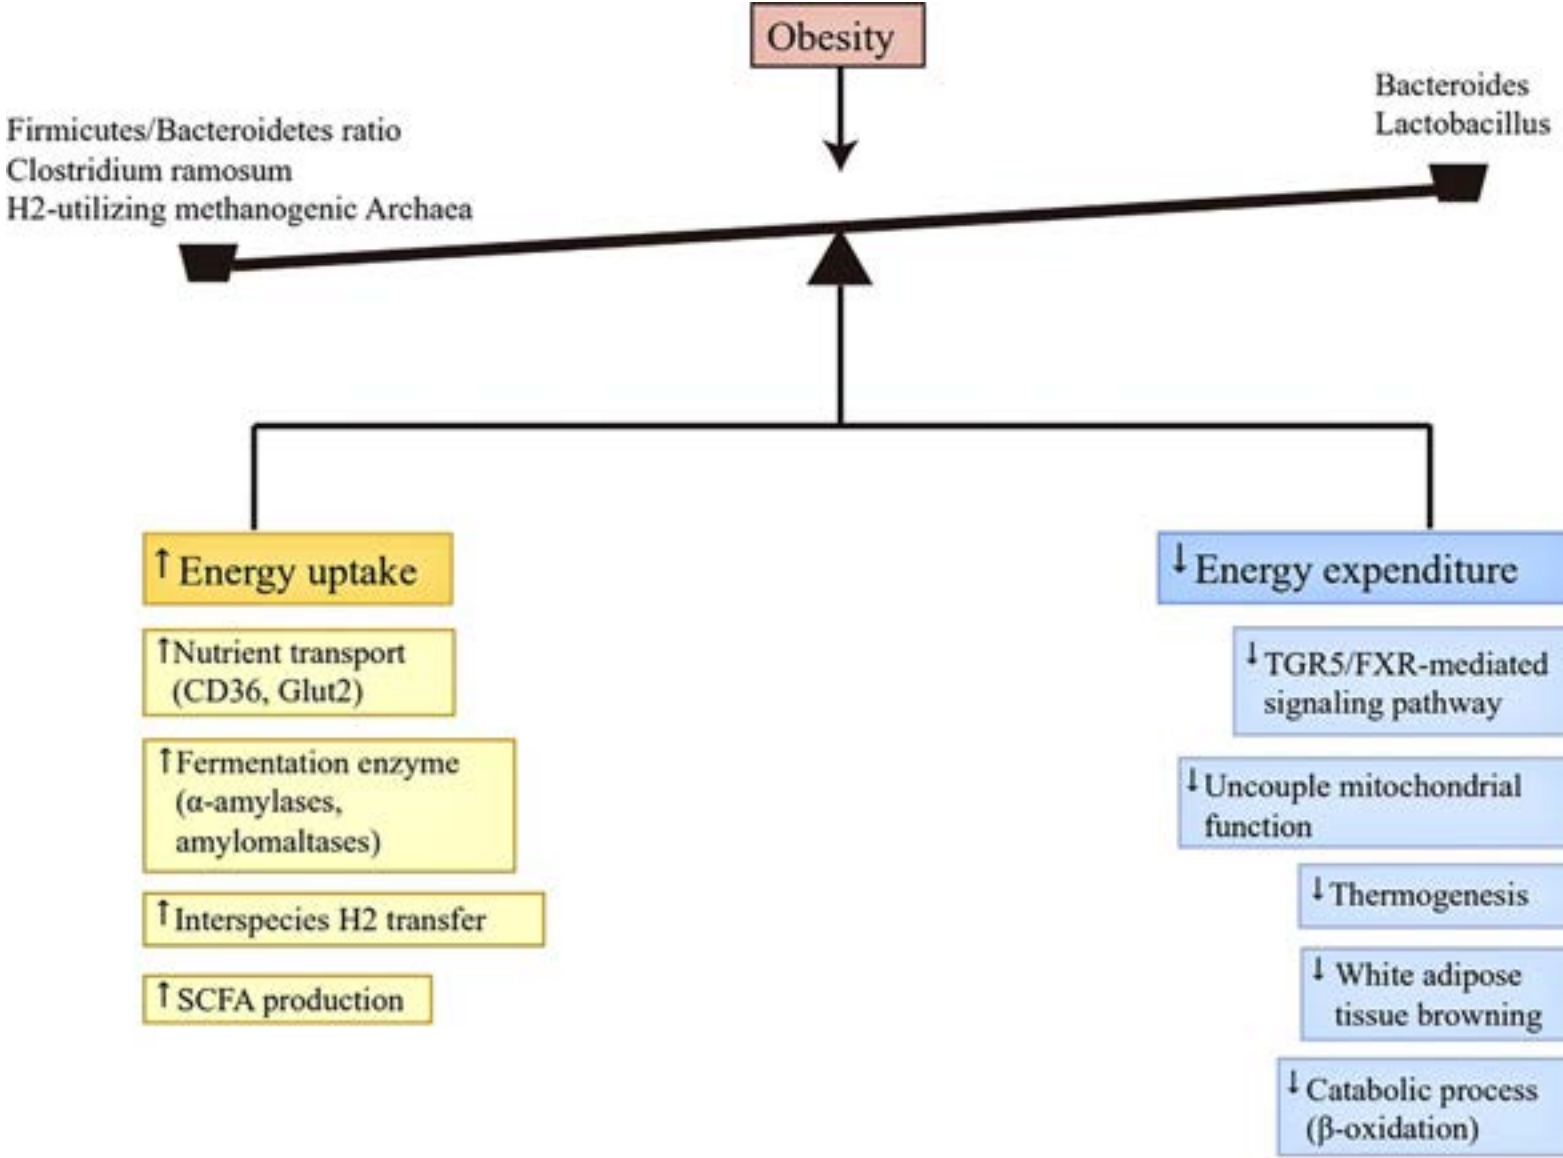 Obesity
Bacteroides
Lactobacillus
Firmicutes/Bacteroidetes ratio
Clostridium ramosum
H2-utilizing methanogenic Archaea
↑ Energy uptake
↑Nutrient transport
(CD36, Glut2)
↑Fermentation enzyme
(α-amylases,
amylomaltases)
↑Interspecies H2 transfer
↑SCFA production
↓Energy expenditure
↓TGR5/FXR-mediated
signaling pathway
↓Uncouple mitochondrial
function
↓Thermogenesis
↓White adipose
tissue browning
↓Catabolic process
(β-oxidation)